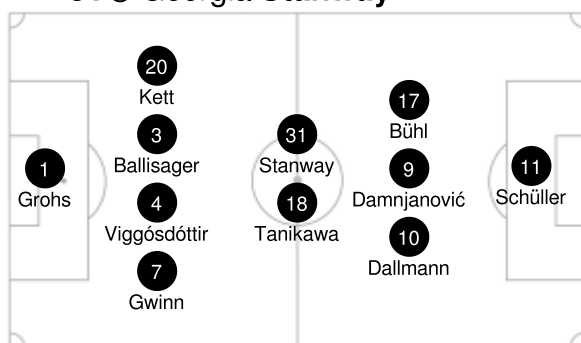 Georgia Stanway
20
Kett
17
Bühl
3
Ballisager
31
Stanway
1
Grohs
9
Damnjanović
11
Schüller
4
Viggósdóttir
18
Tanikawa
10
Dallmann
7
Gwinn